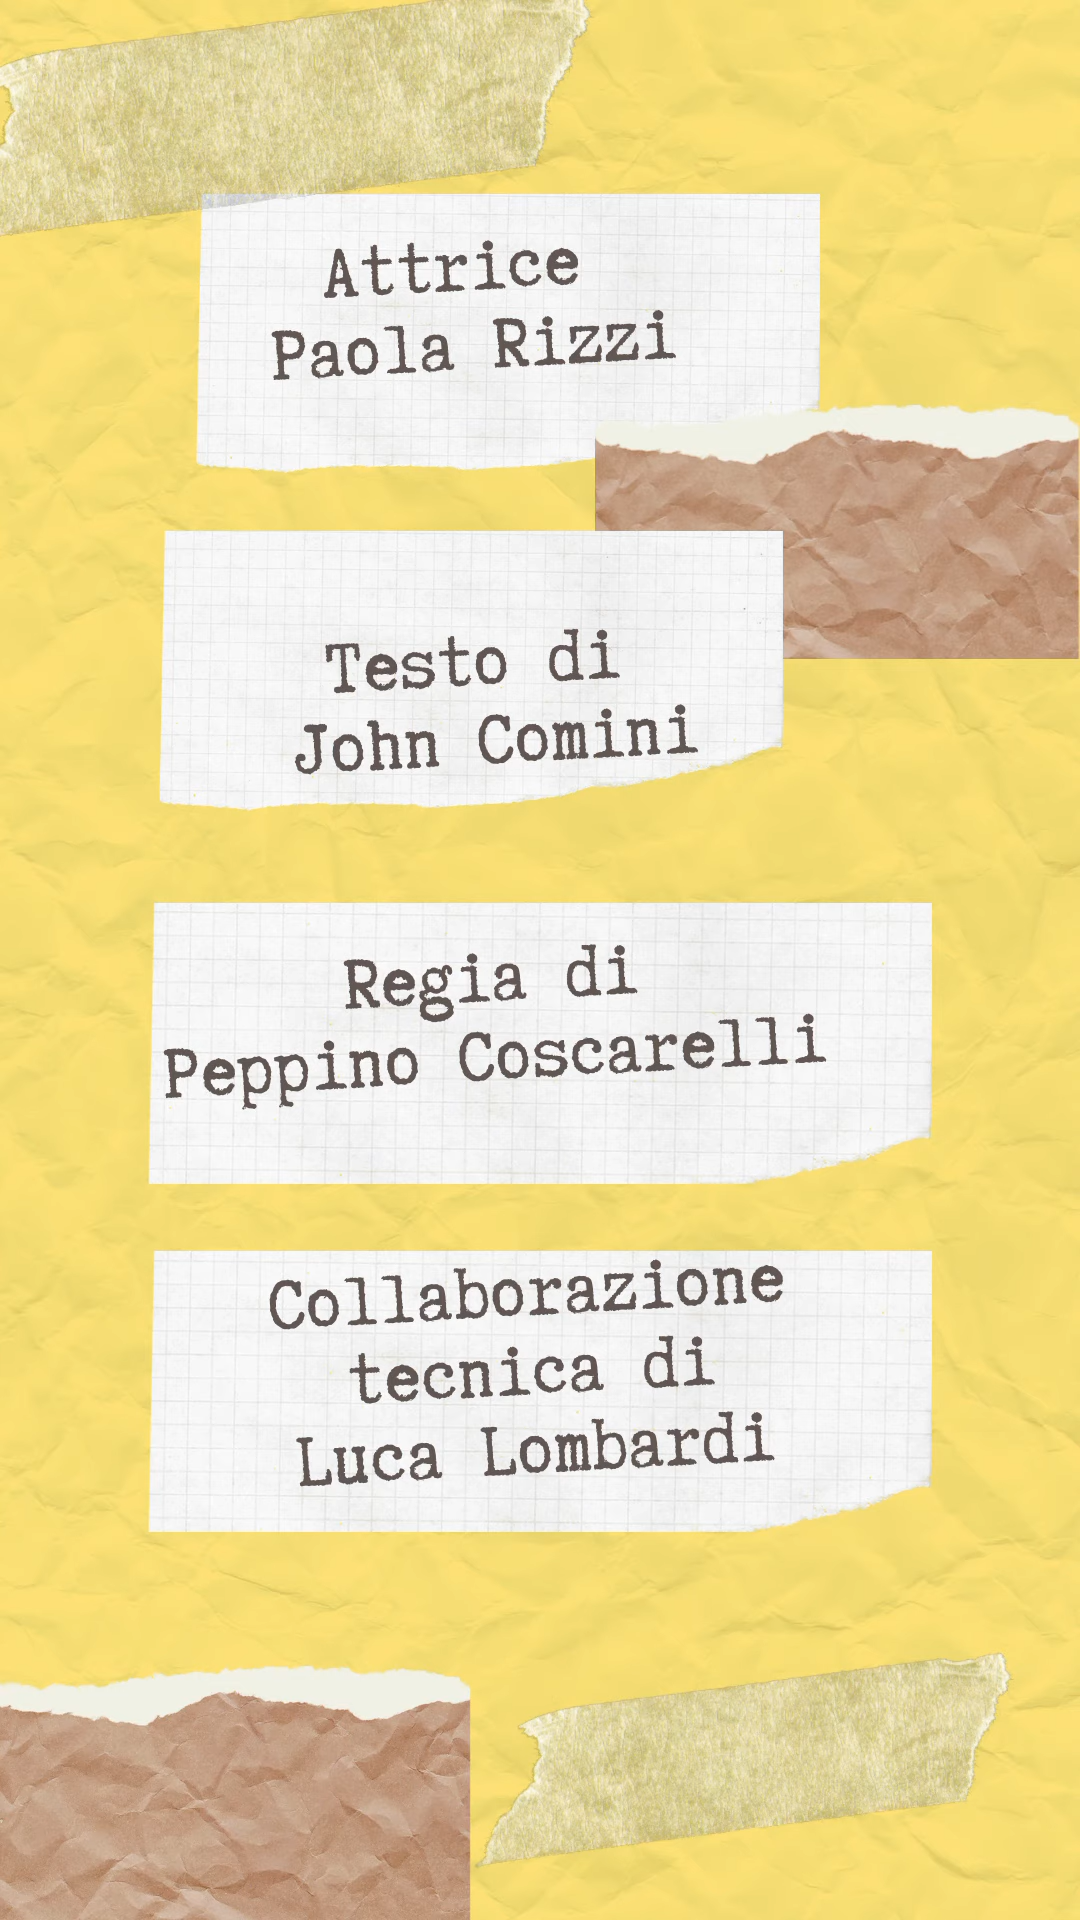 Attrice
Paola Rizzi
Testo di
John Comini
Regia di
Peppino Coscarelli
Collaborazione
tecnica di
Luca Lombardi